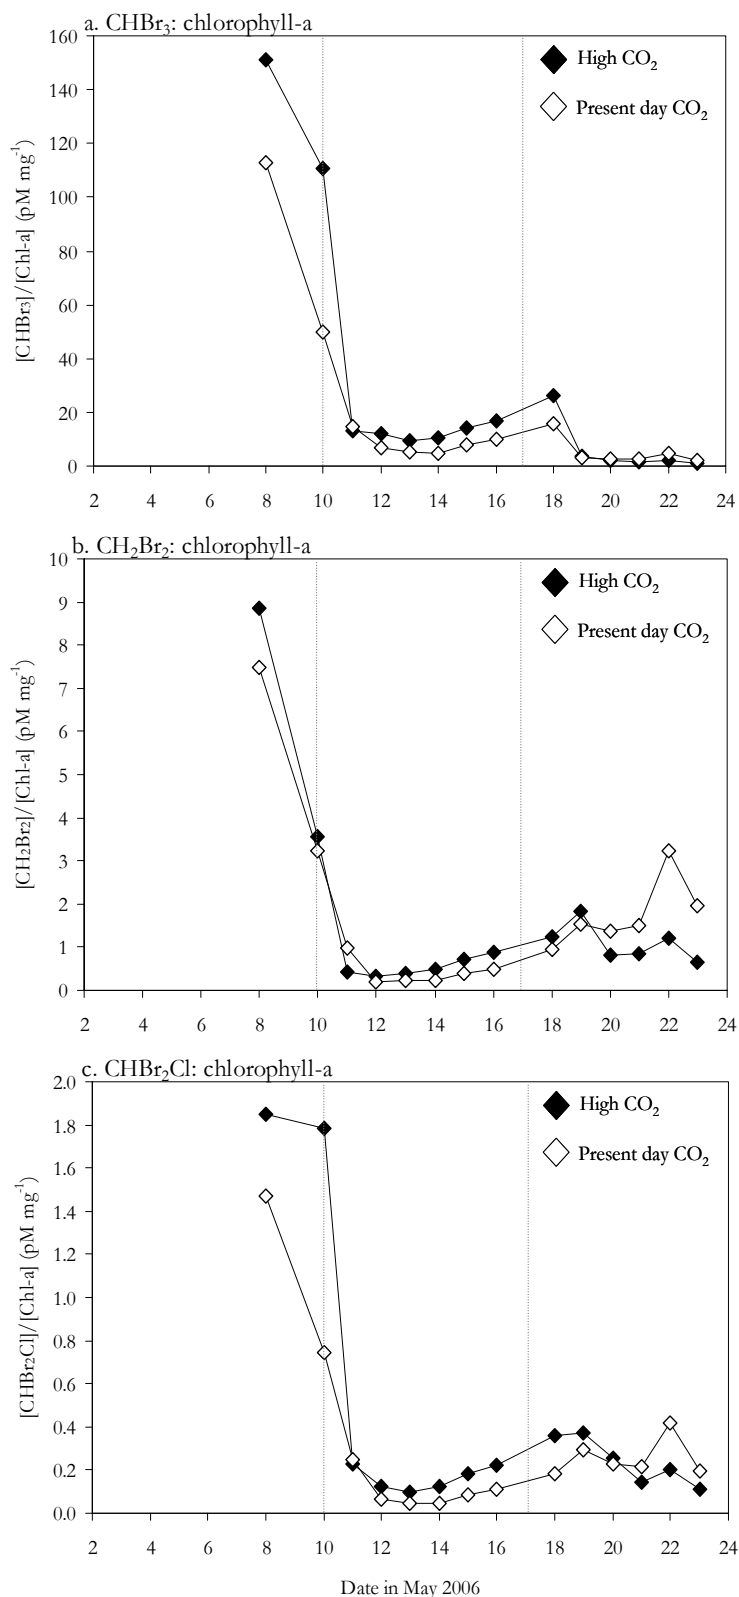 a. CHBr₃: chlorophyll-a
160
140
120
100
80
60
40
20
0
[CHBr₃]/[Chl-a] (pM mg⁻¹)
High CO₂
Present day CO₂
2 4 6 8 10 12 14 16 18 20 22 24
b. CH₂Br₂: chlorophyll-a
10
9
8
7
6
5
4
3
2
1
0
[CH₂Br₂]/[Chl-a] (pM mg⁻¹)
High CO₂
Present day CO₂
2 4 6 8 10 12 14 16 18 20 22 24
c. CHBr₂Cl: chlorophyll-a
2.0
1.8
1.6
1.4
1.2
1.0
0.8
0.6
0.4
0.2
0.0
[CHBr₂Cl]/[Chl-a] (pM mg⁻¹)
High CO₂
Present day CO₂
2 4 6 8 10 12 14 16 18 20 22 24
Date in May 2006